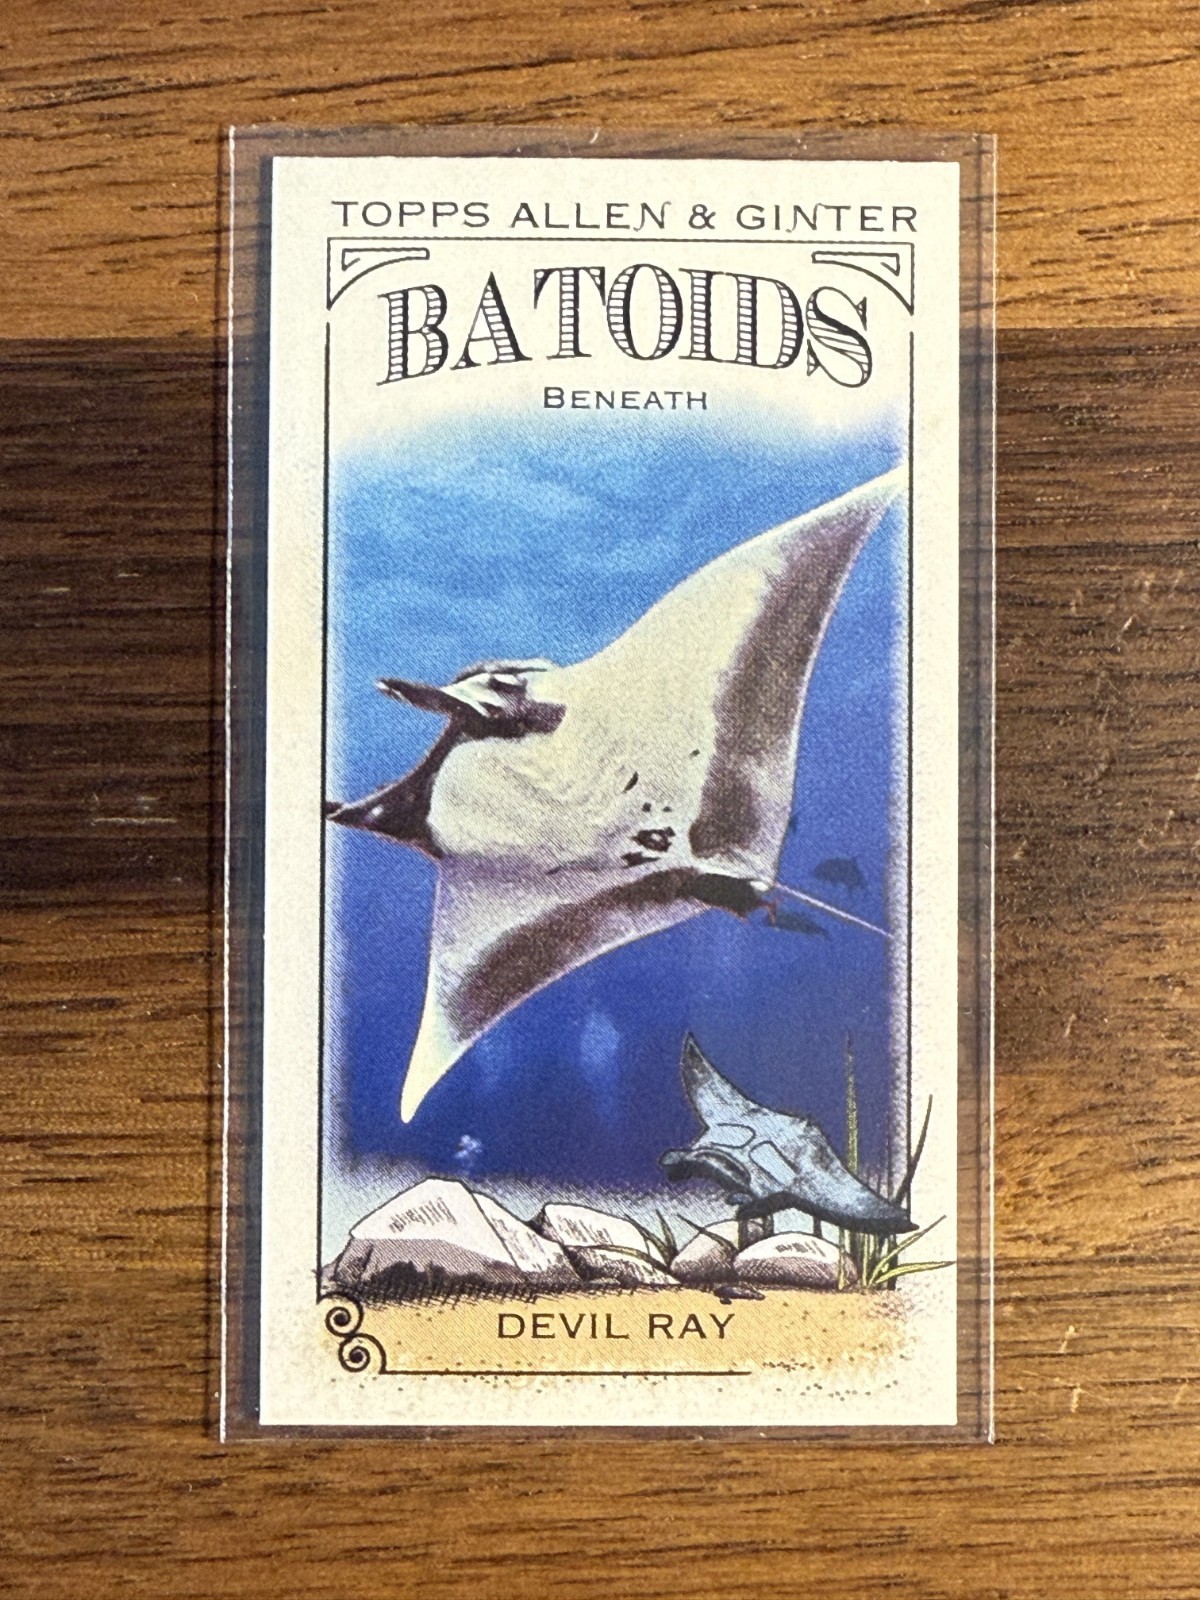 TOPPS ALLEN & GINTER
BATOIDS
BENEATH
DEVIL RAY